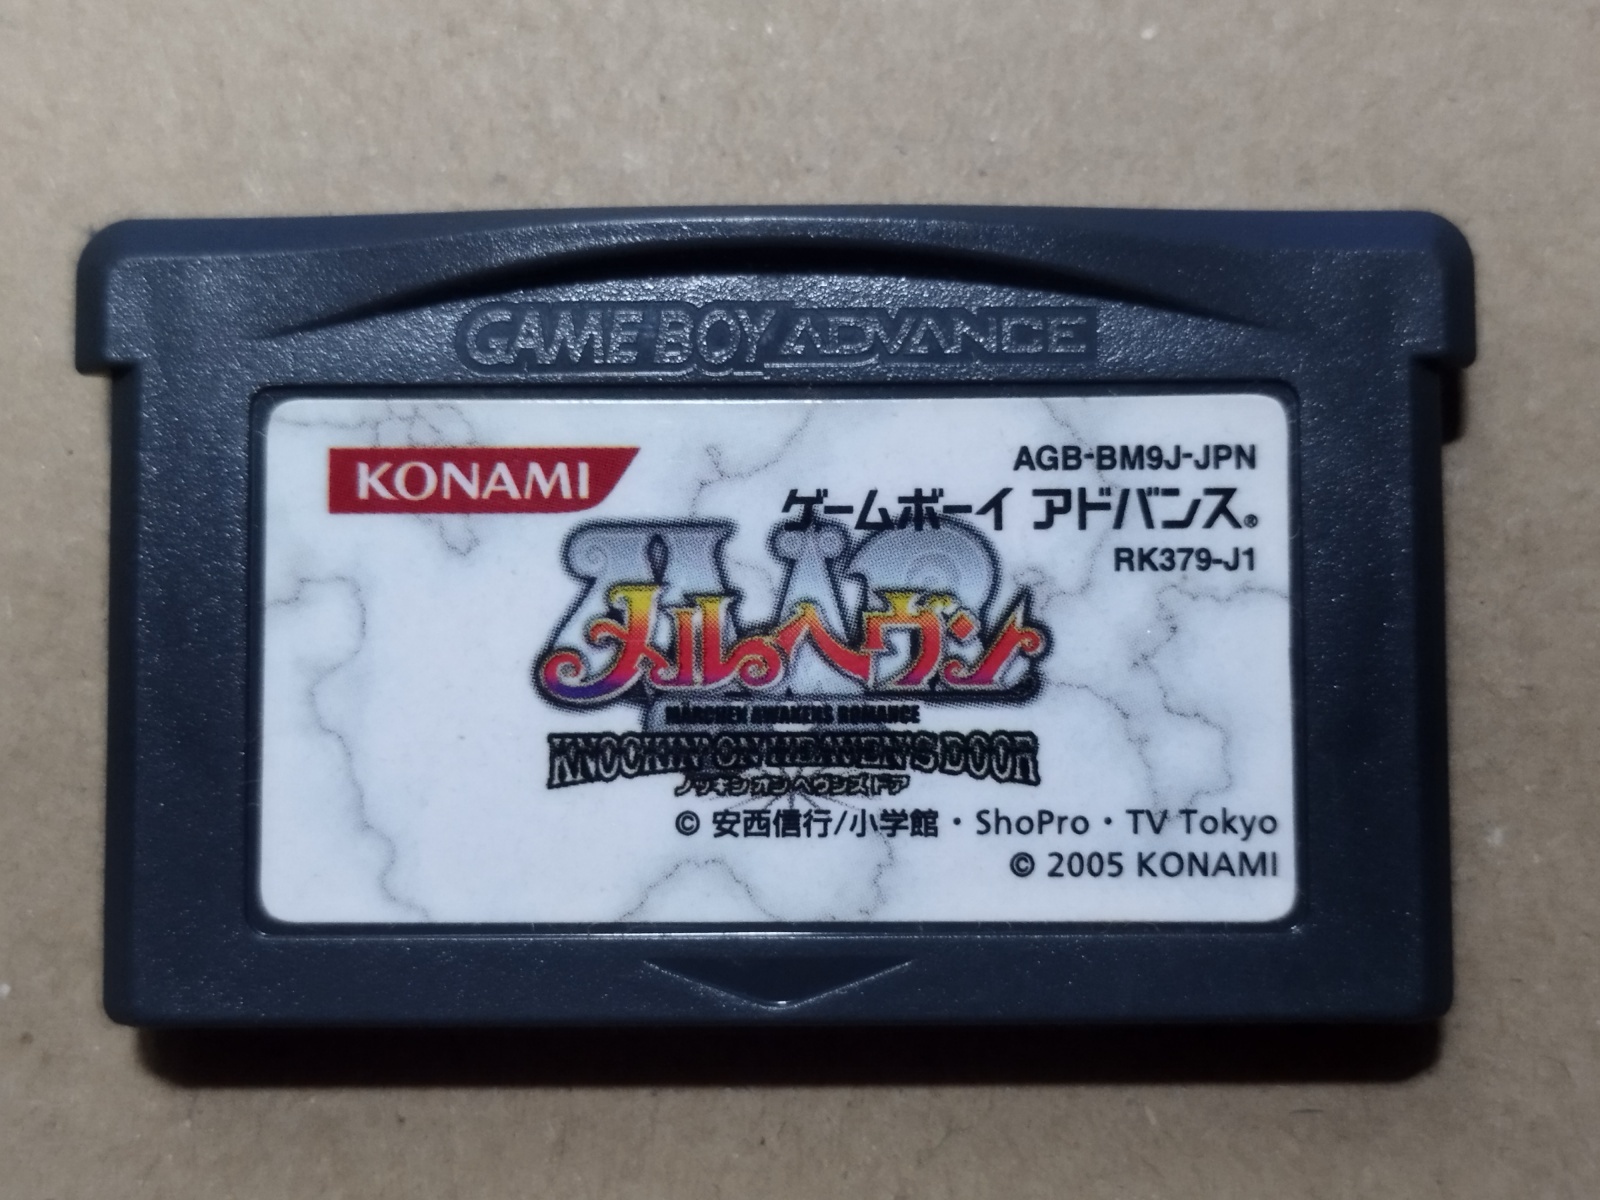 GAME BOY ADVANCE
KONAMI
AGB-BM9J-JPN
ゲームボーイ アドバンス®
RK379-J1
MÄR
メルヘヴン
MÄRCHEN AWAKENS ROMANCE
KNOCKIN' ON HEAVEN'S DOOR
ノッキン オン ヘヴンズ ドア
© 安西信行/小学館・ShoPro・TV Tokyo
© 2005 KONAMI